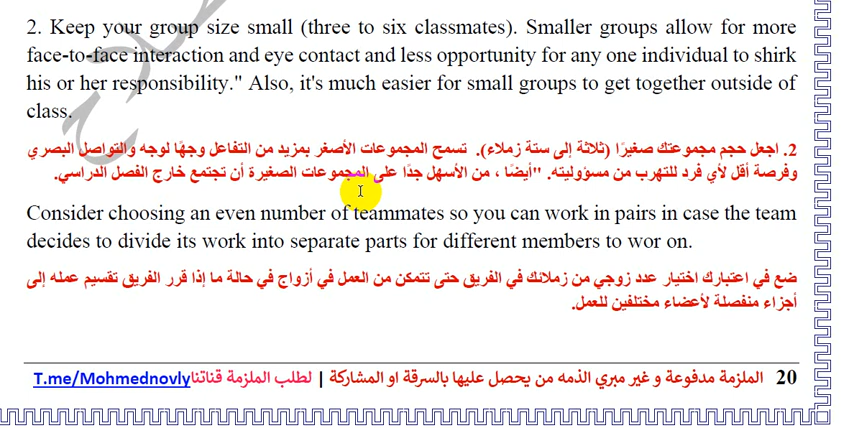 2. Keep your group size small (three to six classmates). Smaller groups allow for more
face-to-face interaction and eye contact and less opportunity for any one individual to shirk
his or her responsibility." Also, it's much easier for small groups to get together outside of
class.
2. اجعل حجم مجموعتك صغيرًا (ثلاثة إلى ستة زملاء). تسمح المجموعات الأصغر بمزيد من التفاعل وجهًا لوجه والتواصل البصري
وفرصة أقل لأي فرد للتهرب من مسؤوليته. "أيضًا ، من الأسهل جدًا على المجموعات الصغيرة أن تجتمع خارج الفصل الدراسي.
Consider choosing an even number of teammates so you can work in pairs in case the team
decides to divide its work into separate parts for different members to wor on.
ضع في اعتبارك اختيار عدد زوجي من زملائك في الفريق حتى تتمكن من العمل في أزواج في حالة ما إذا قرر الفريق تقسيم عمله إلى
أجزاء منفصلة لأعضاء مختلفين للعمل.
20 الملزمة مدفوعة و غير مبري الذمه من يحصل عليها بالسرقة او المشاركة | لطلب الملزمة قناتنا T.me/Mohmednovly